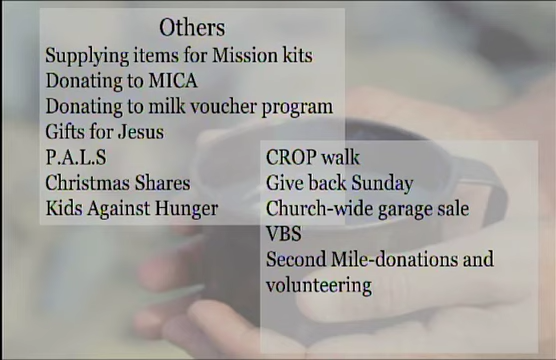 Others
Supplying items for Mission kits
Donating to MICA
Donating to milk voucher program
Gifts for Jesus
P.A.L.S
Christmas Shares
Kids Against Hunger
CROP walk
Give back Sunday
Church-wide garage sale
VBS
Second Mile-donations and
volunteering